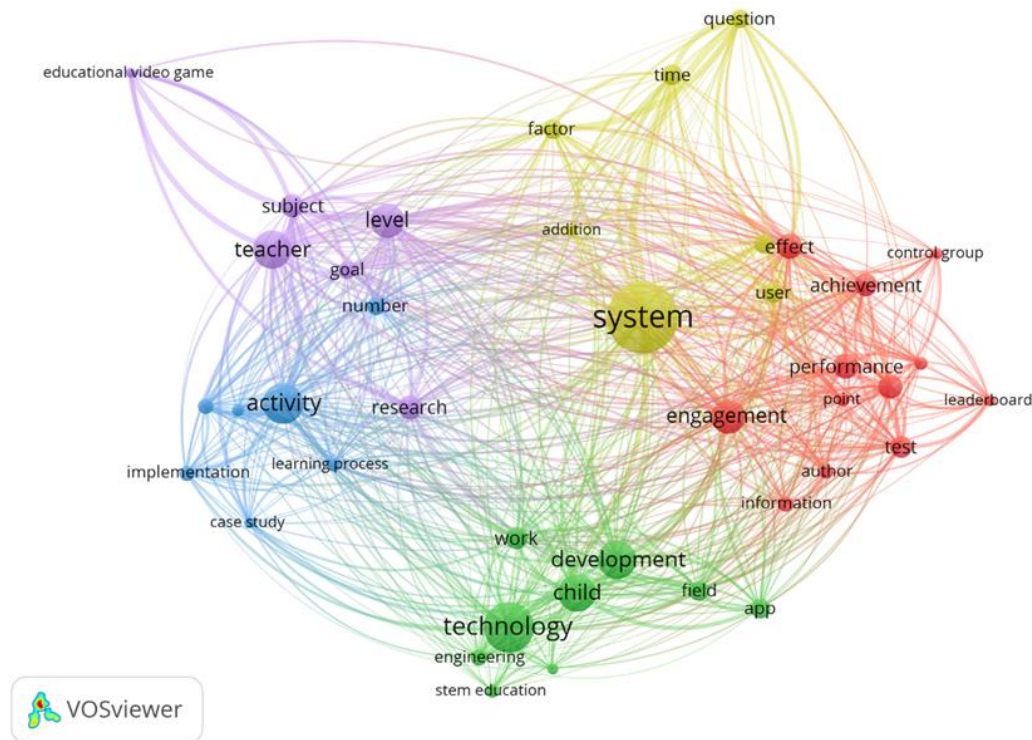 question
educational video game
time
factor
subject
level
addition
teacher
effect
control group
goal
achievement
user
number
system
performance
activity
research
engagement
point
leaderboard
test
implementation
learning process
author
information
case study
work
development
child
field
app
technology
engineering
stem education
VOSviewer